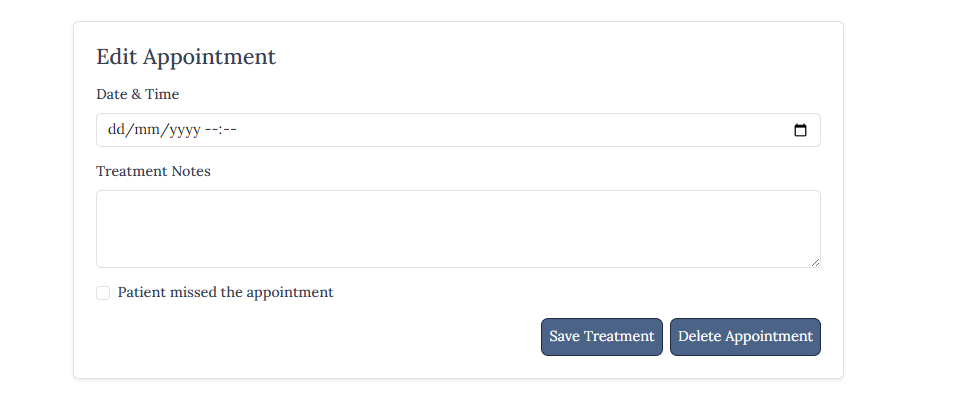 Edit Appointment
Date & Time
dd/mm/yyyy --:--
Treatment Notes
Patient missed the appointment
Save Treatment Delete Appointment